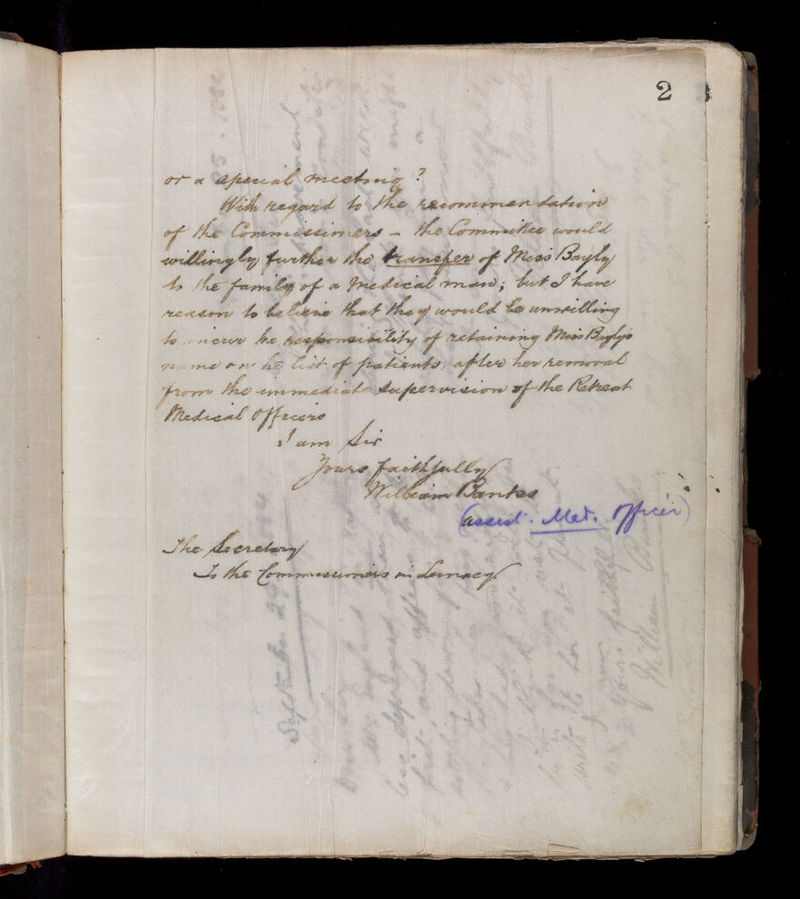 2
or a special meeting?
With regard to the recommendation
of the Commissioners – the Committee would
willingly further the transfer of Miss Bayly
to the family of a Medical man; but I have
reason to believe that they would be unwilling
to incur he responsibility of retaining Miss Bayly's
name on he list of patients, after her removal
from the immediate supervision of the Retreat
Medical Officers
I am Sir
Yours faithfully
William Banks
(assist. Med. Officer)
The Secretary
To the Commissioners in Lunacy